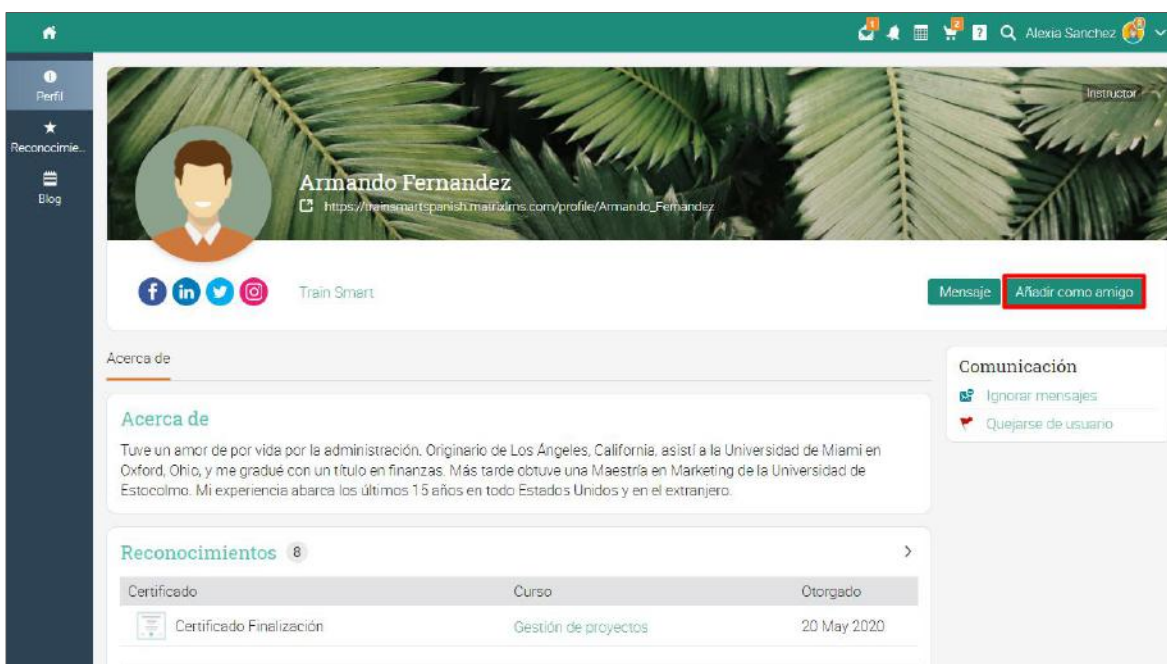 1
2
?
Alexia Sanchez
Perfil
Reconocimie...
Blog
Instructor
Armando Fernandez
https://trainsmartspanish.matrixlms.com/profile/Armando_Fernandez
f in
Train Smart
Mensaje
Añadir como amigo
Acerca de
Comunicación
Ignorar mensajes
Quejarse de usuario
Acerca de
Tuve un amor de por vida por la administración. Originario de Los Ángeles, California, asistí a la Universidad de Miami en
Oxford, Ohio, y me gradué con un título en finanzas. Más tarde obtuve una Maestría en Marketing de la Universidad de
Estocolmo. Mi experiencia abarca los últimos 15 años en todo Estados Unidos y en el extranjero.
Reconocimientos 8
Certificado Curso Otorgado
Certificado Finalización Gestión de proyectos 20 May 2020